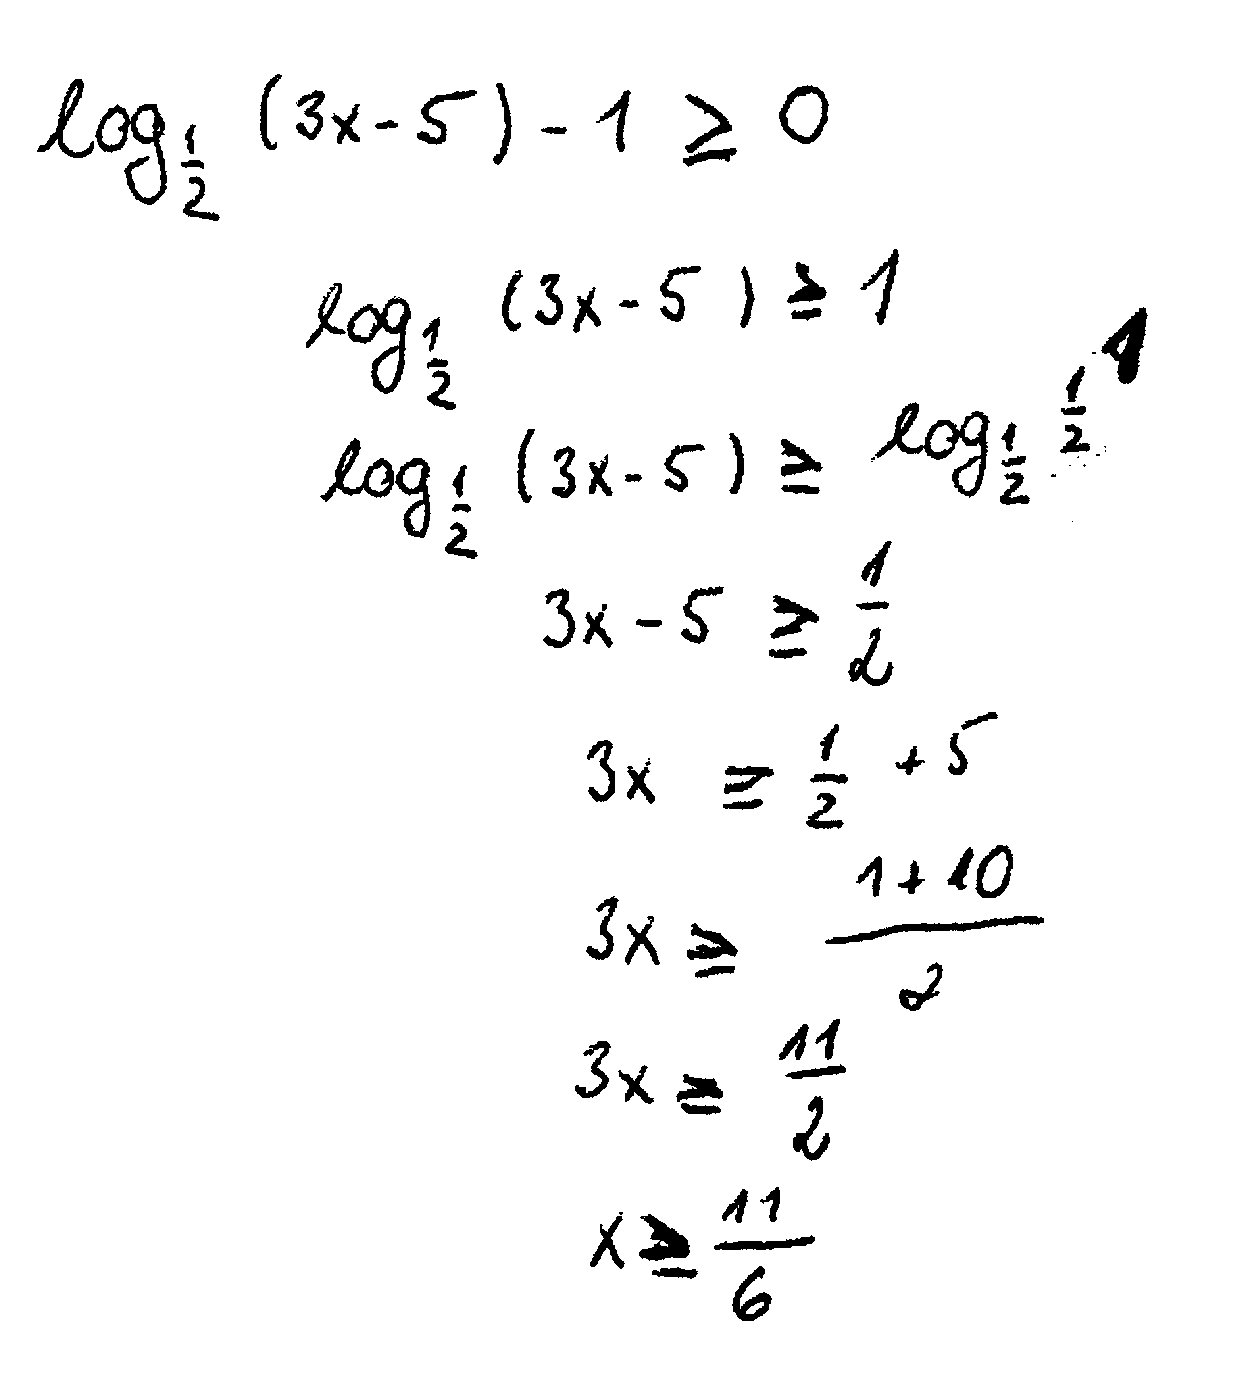 log_{1/2} (3x - 5) - 1 ≥ 0
log_{1/2} (3x - 5) ≥ 1
log_{1/2} (3x - 5) ≥ log_{1/2} 1/2^1
3x - 5 ≥ 1/2
3x ≥ 1/2 + 5
3x ≥ (1 + 10)/2
3x ≥ 11/2
x ≥ 11/6